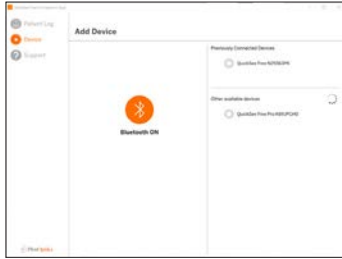 Patient Log
Add Device
Device
Support
Previously Connected Devices
QuickSee Free
Other available devices
QuickSee Free Pro
Bluetooth ON